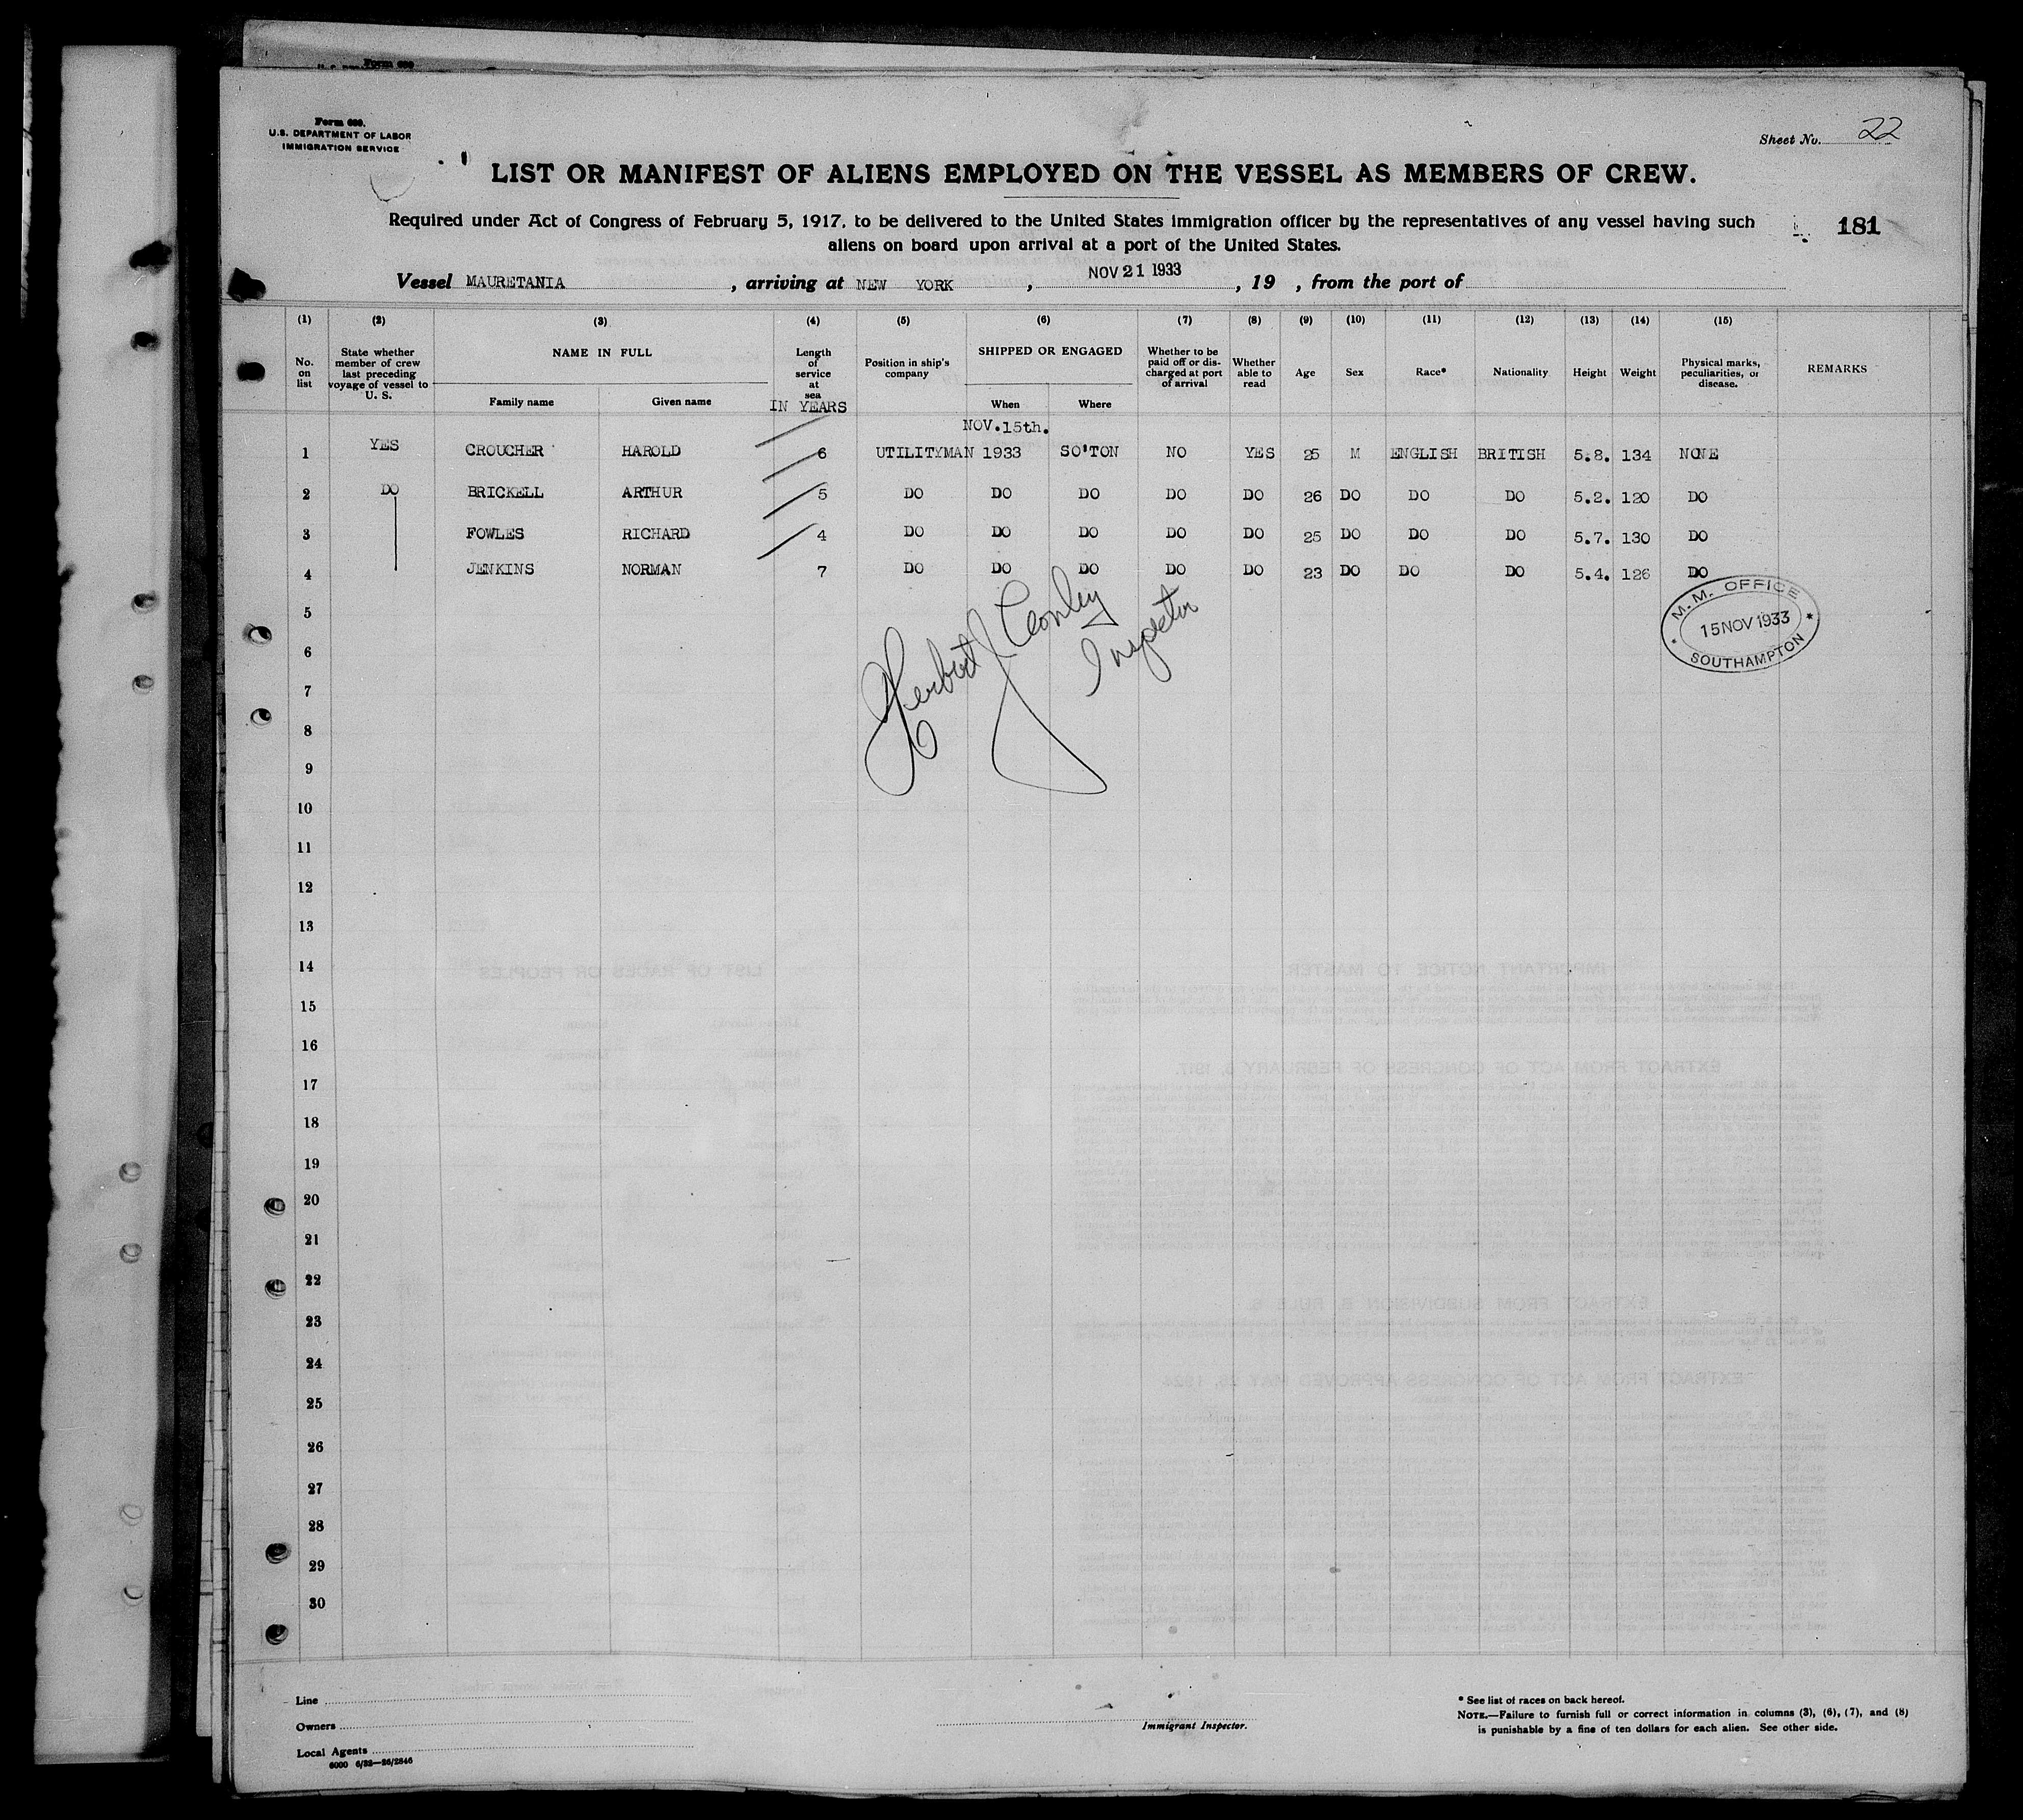 Form 689
Form 680.
U.S. DEPARTMENT OF LABOR
IMMIGRATION SERVICE
Sheet No. 22
LIST OR MANIFEST OF ALIENS EMPLOYED ON THE VESSEL AS MEMBERS OF CREW.
Required under Act of Congress of February 5, 1917, to be delivered to the United States immigration officer by the representatives of any vessel having such
aliens on board upon arrival at a port of the United States.
181
Vessel MAURETANIA, arriving at NEW YORK, NOV 21 1933, 19 , from the port of
(1) (2) (3) (4) (5) (6) (7) (8) (9) (10) (11) (12) (13) (14) (15)
No. on list
State whether member of crew last preceding voyage of vessel to U. S.
NAME IN FULL
Family name
Given name
Length of service at sea
IN YEARS
Position in ship's company
SHIPPED OR ENGAGED
When
Where
Whether to be paid off or discharged at port of arrival
Whether able to read
Age
Sex
Race*
Nationality
Height
Weight
Physical marks, peculiarities, or disease.
REMARKS
NOV.15th.
1 YES CROUCHER HAROLD 6 UTILITYMAN 1933 SO'TON NO YES 25 M ENGLISH BRITISH 5.8. 134 NONE
2 DO BRICKELL ARTHUR 5 DO DO DO DO DO 26 DO DO DO 5.2. 120 DO
3 FOWLES RICHARD 4 DO DO DO DO DO 25 DO DO DO 5.7. 130 DO
4 JENKINS NORMAN 7 DO DO DO DO DO 23 DO DO DO 5.4. 126 DO
M.M. OFFICE
15 NOV 1933
SOUTHAMPTON
Herbert J
Inspector
5
6
7
8
9
10
11
12
13
14
15
16
17
18
19
20
21
22
23
24
25
26
27
28
29
30
Line
Owners
Local Agents
6000 6/32—26/2846
Immigrant Inspector.
* See list of races on back hereof.
NOTE.—Failure to furnish full or correct information in columns (3), (6), (7), and (8)
is punishable by a fine of ten dollars for each alien. See other side.